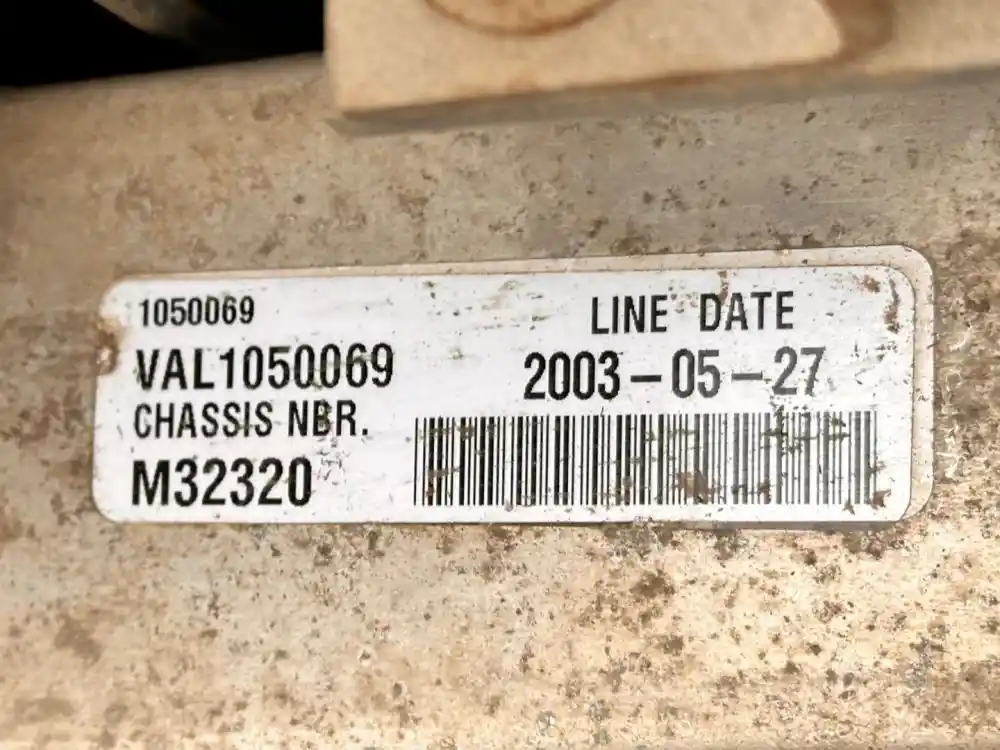 1050069
VAL1050069
CHASSIS NBR.
M32320
LINE DATE
2003-05-27